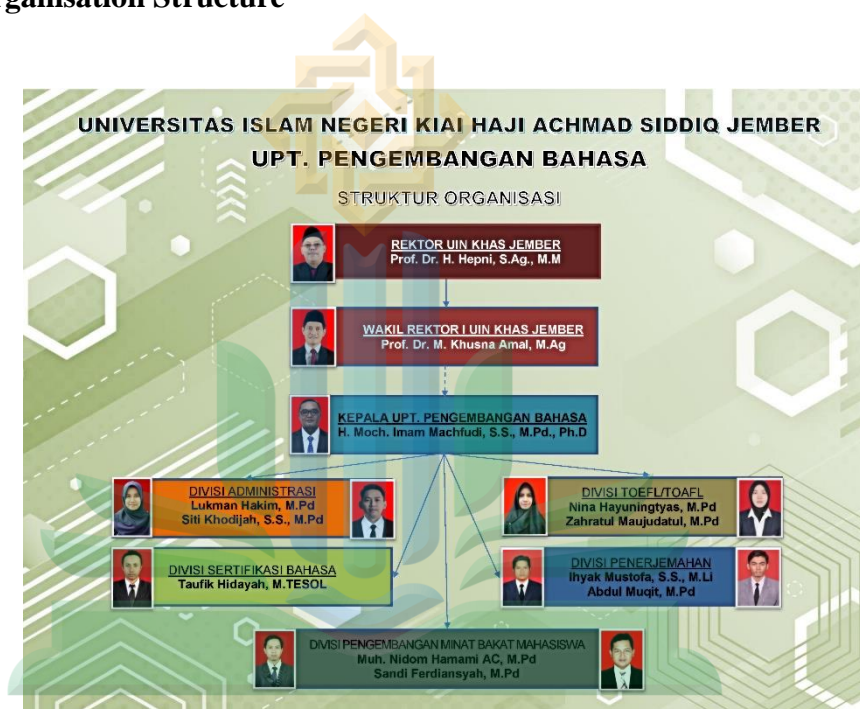 Organisation Structure
UNIVERSITAS ISLAM NEGERI KIAI HAJI ACHMAD SIDDIQ JEMBER
UPT. PENGEMBANGAN BAHASA
STRUKTUR ORGANISASI
REKTOR UIN KHAS JEMBER
Prof. Dr. H. Hepni, S.Ag., M.M
WAKIL REKTOR I UIN KHAS JEMBER
Prof. Dr. M. Khusna Amal, M.Ag
KEPALA UPT. PENGEMBANGAN BAHASA
H. Moch. Imam Machfudi, S.S., M.Pd., Ph.D
DIVISI ADMINISTRASI
Lukman Hakim, M.Pd
Siti Khodijah, S.S., M.Pd
DIVISI TOEFL/TOAFL
Nina Hayuningtyas, M.Pd
Zahratul Maujudatul, M.Pd
DIVISI SERTIFIKASI BAHASA
Taufik Hidayah, M.TESOL
DIVISI PENERJEMAHAN
Ihyak Mustofa, S.S., M.Li
Abdul Muqit, M.Pd
DIVISI PENGEMBANGAN MINAT BAKAT MAHASISWA
Muh. Nidom Hamami AC, M.Pd
Sandi Ferdiansyah, M.Pd